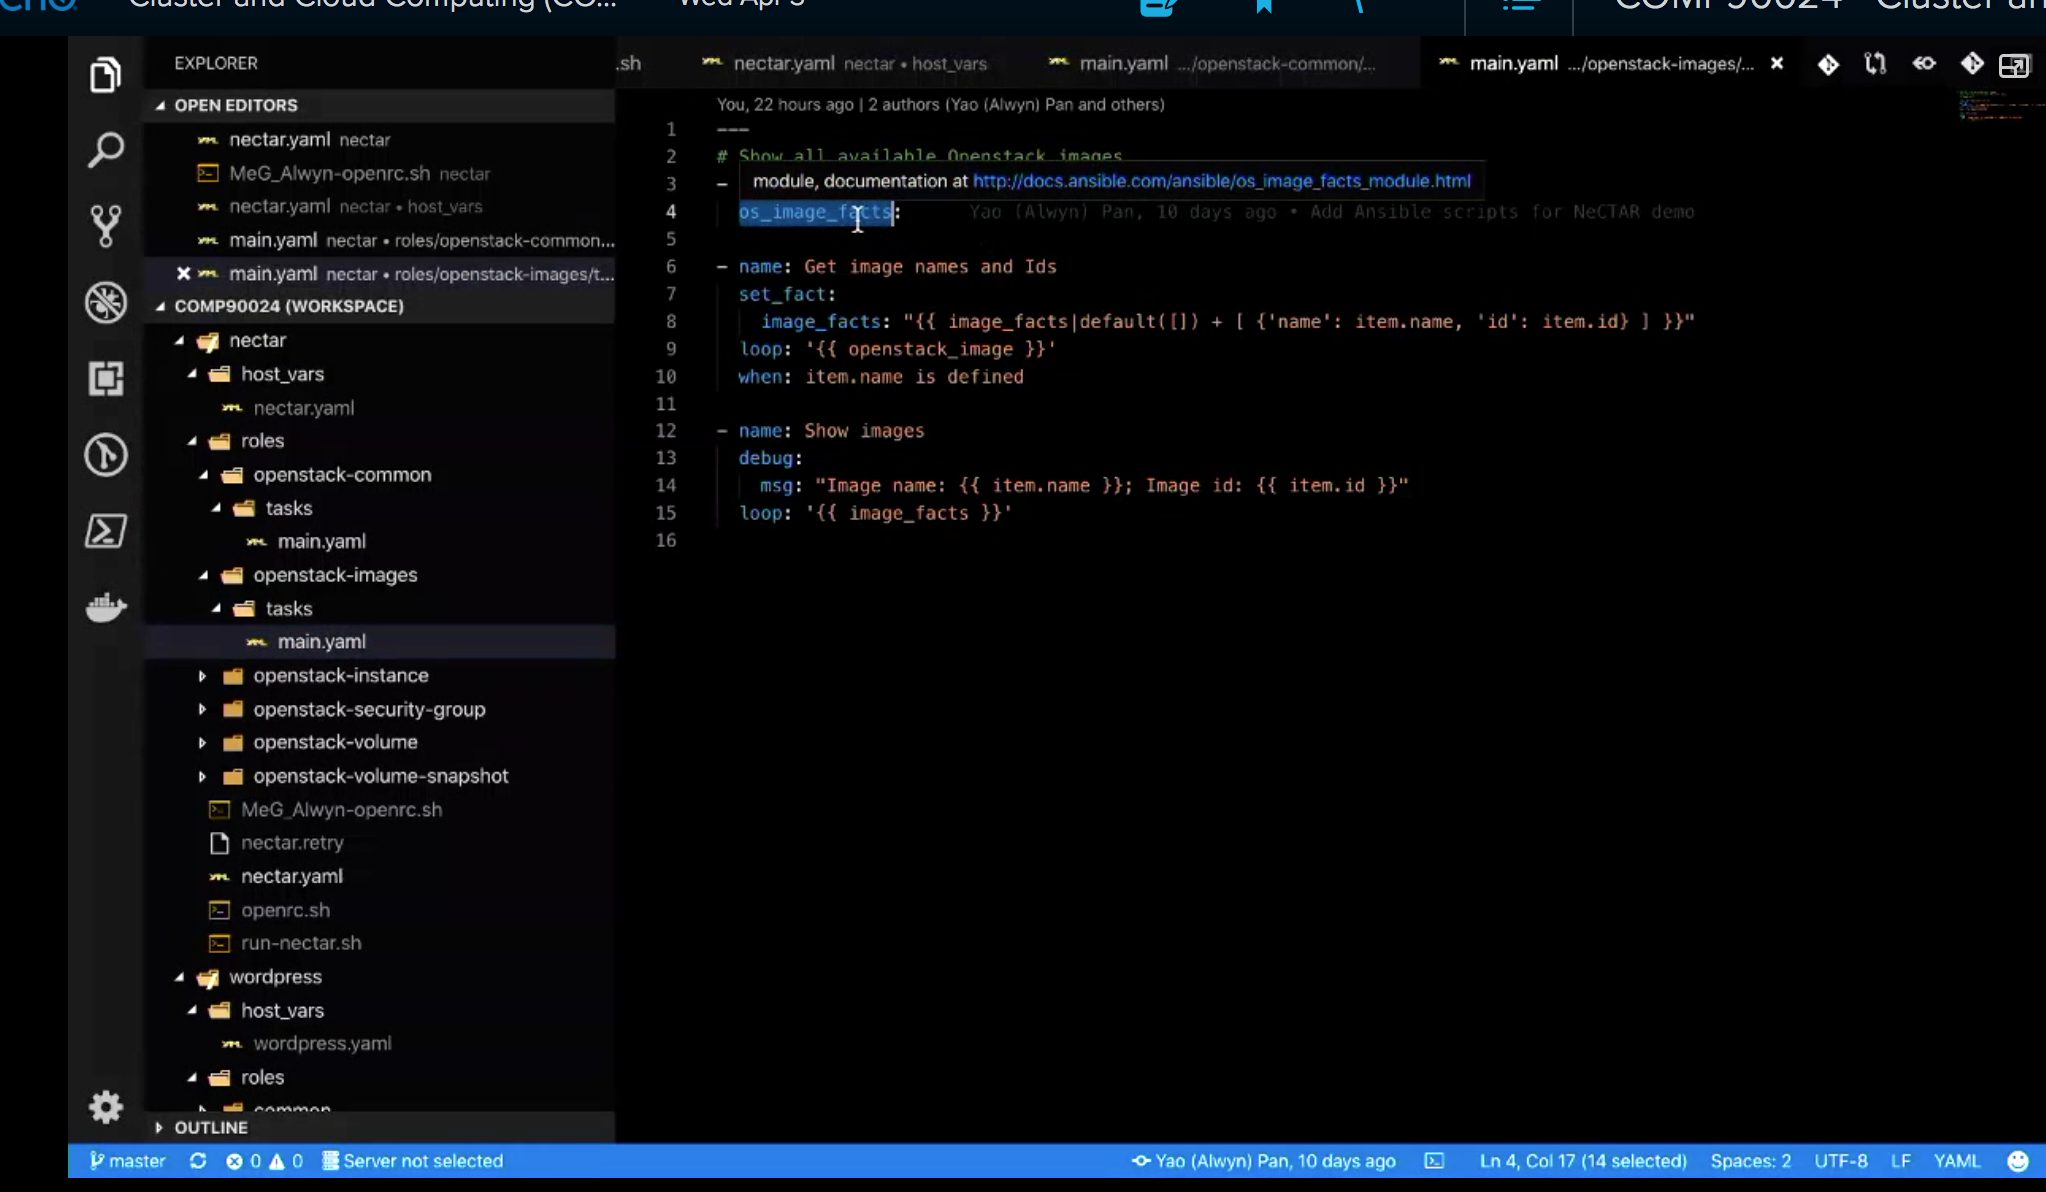 Cluster and Cloud Computing (CO...
Wed Apr 3
COMP90024 - Cluster an
EXPLORER
OPEN EDITORS
nectar.yaml nectar
MeG_Alwyn-openrc.sh nectar
nectar.yaml nectar • host_vars
main.yaml nectar • roles/openstack-common...
main.yaml nectar • roles/openstack-images/t...
COMP90024 (WORKSPACE)
nectar
host_vars
nectar.yaml
roles
openstack-common
tasks
main.yaml
openstack-images
tasks
main.yaml
openstack-instance
openstack-security-group
openstack-volume
openstack-volume-snapshot
MeG_Alwyn-openrc.sh
nectar.retry
nectar.yaml
openrc.sh
run-nectar.sh
wordpress
host_vars
wordpress.yaml
roles
common
OUTLINE
.sh
nectar.yaml nectar • host_vars
main.yaml .../openstack-common/...
main.yaml .../openstack-images/...
You, 22 hours ago | 2 authors (Yao (Alwyn) Pan and others)
1 ---
2 # Show all available Openstack images
3 -
module, documentation at http://docs.ansible.com/ansible/os_image_facts_module.html
4 os_image_facts: Yao (Alwyn) Pan, 10 days ago • Add Ansible scripts for NeCTAR demo
5
6 - name: Get image names and Ids
7 set_fact:
8 image_facts: "{{ image_facts|default([]) + [ {'name': item.name, 'id': item.id} ] }}"
9 loop: '{{ openstack_image }}'
10 when: item.name is defined
11
12 - name: Show images
13 debug:
14 msg: "Image name: {{ item.name }}; Image id: {{ item.id }}"
15 loop: '{{ image_facts }}'
16
master
0 0
Server not selected
Yao (Alwyn) Pan, 10 days ago
Ln 4, Col 17 (14 selected)
Spaces: 2
UTF-8
LF
YAML